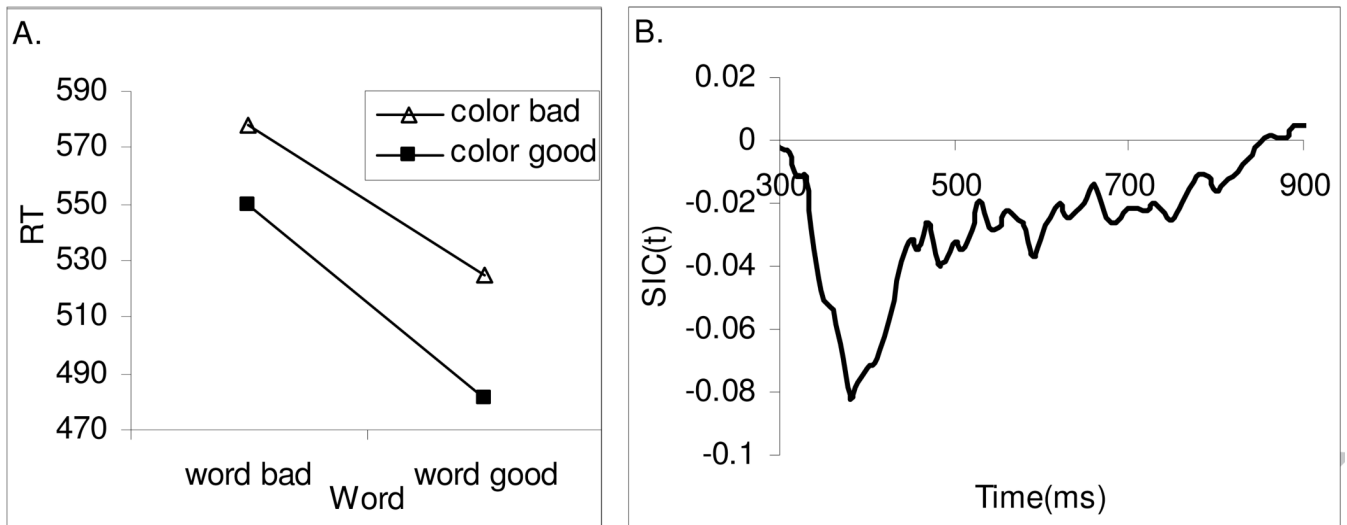 A.
590
570
550
530
510
490
470
RT
color bad
color good
word bad
word good
Word
B.
0.02
0
-0.02
-0.04
-0.06
-0.08
-0.1
SIC(t)
300
500
700
900
Time(ms)